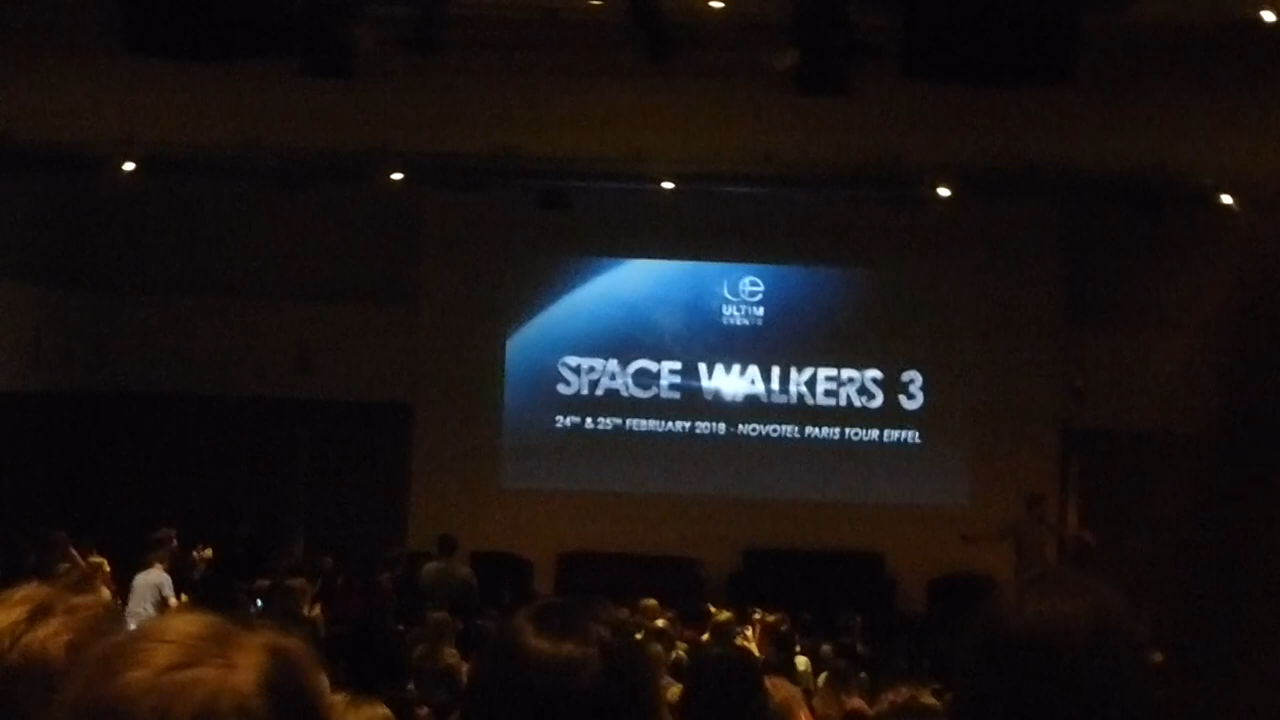 ue
ULTIM
EVENTS
SPACE WALKERS 3
24TH & 25TH FEBRUARY 2018 - NOVOTEL PARIS TOUR EIFFEL